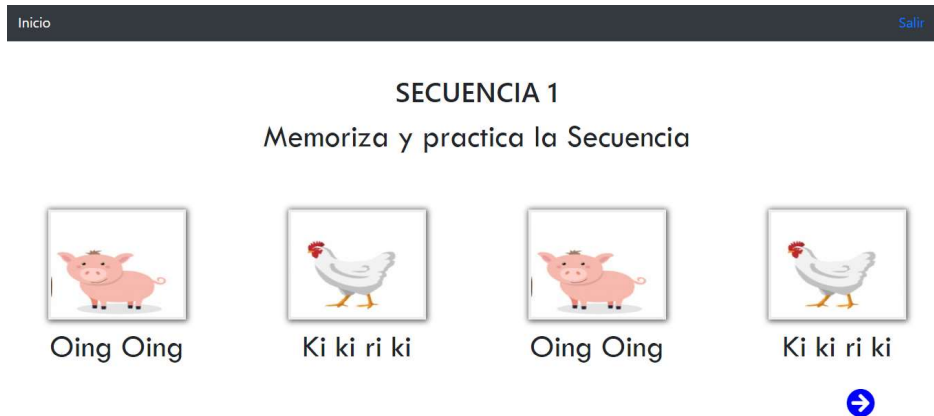 Inicio Salir
SECUENCIA 1
Memoriza y practica la Secuencia
Oing Oing Ki ki ri ki Oing Oing Ki ki ri ki